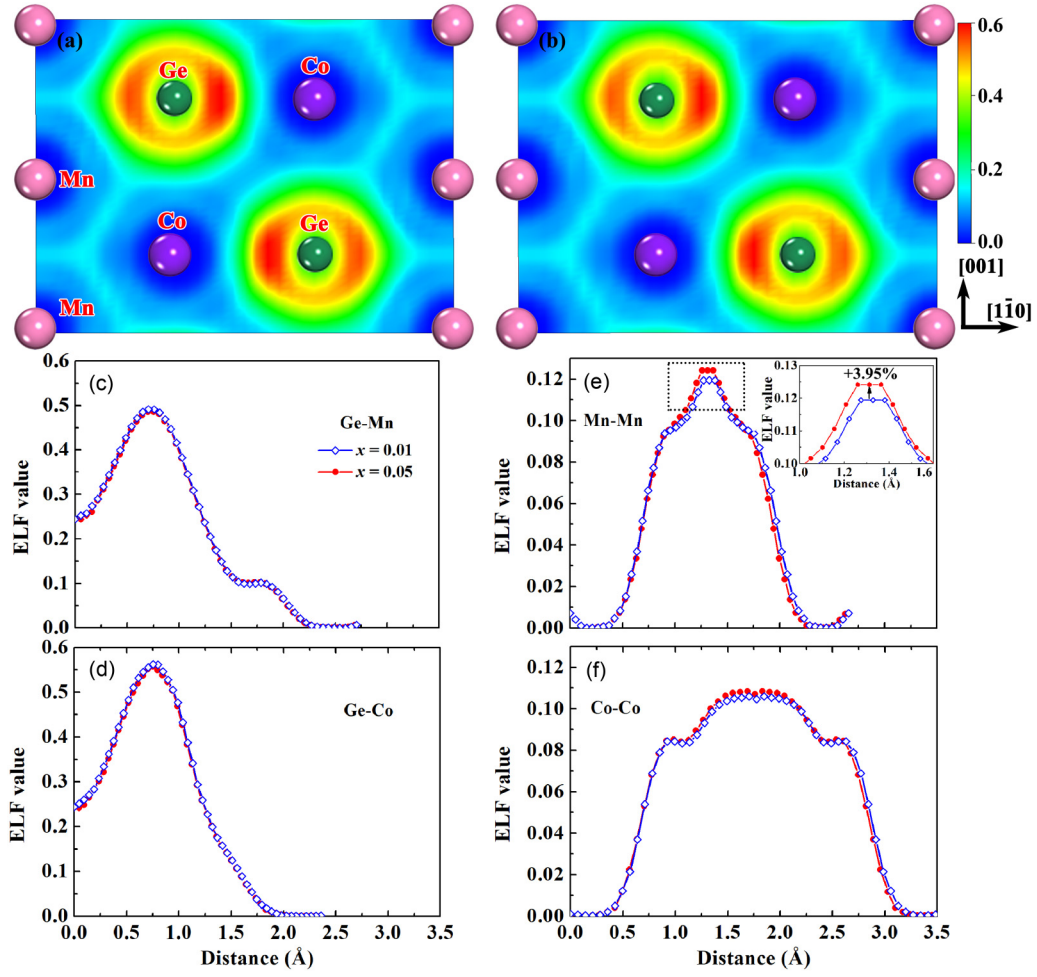 (a)
Ge
Co
Mn
Co
Ge
Mn
(b)
0.6
0.4
0.2
0.0
[001]
[11̄0]
(c)
Ge-Mn
x = 0.01
x = 0.05
ELF value
0.6
0.5
0.4
0.3
0.2
0.1
0.0
(e)
Mn-Mn
ELF value
0.12
0.10
0.08
0.06
0.04
0.02
0.00
0.0 0.5 1.0 1.5 2.0 2.5 3.0 3.5
+3.95%
ELF value
0.13
0.12
0.11
0.10
1.0 1.2 1.4 1.6
Distance (Å)
(d)
Ge-Co
ELF value
0.6
0.5
0.4
0.3
0.2
0.1
0.0
0.0 0.5 1.0 1.5 2.0 2.5 3.0 3.5
Distance (Å)
(f)
Co-Co
ELF value
0.12
0.10
0.08
0.06
0.04
0.02
0.00
0.0 0.5 1.0 1.5 2.0 2.5 3.0 3.5
Distance (Å)